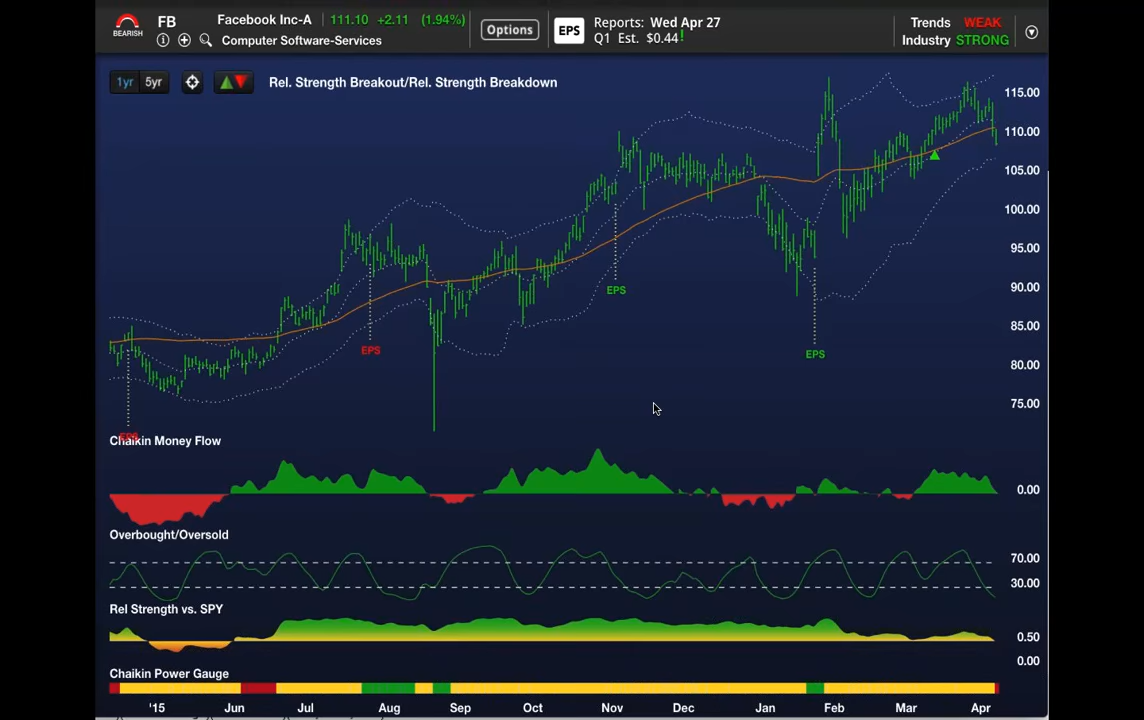 FB
Facebook Inc-A 111.10 +2.11 (1.94%)
BEARISH
Computer Software-Services
Options
EPS
Reports: Wed Apr 27
Q1 Est. $0.44!
Trends WEAK
Industry STRONG
1yr 5yr
Rel. Strength Breakout/Rel. Strength Breakdown
115.00
110.00
105.00
100.00
95.00
90.00
85.00
80.00
75.00
EPS
EPS
EPS
EPS
Chaikin Money Flow
0.00
Overbought/Oversold
70.00
30.00
Rel Strength vs. SPY
0.50
0.00
Chaikin Power Gauge
'15 Jun Jul Aug Sep Oct Nov Dec Jan Feb Mar Apr